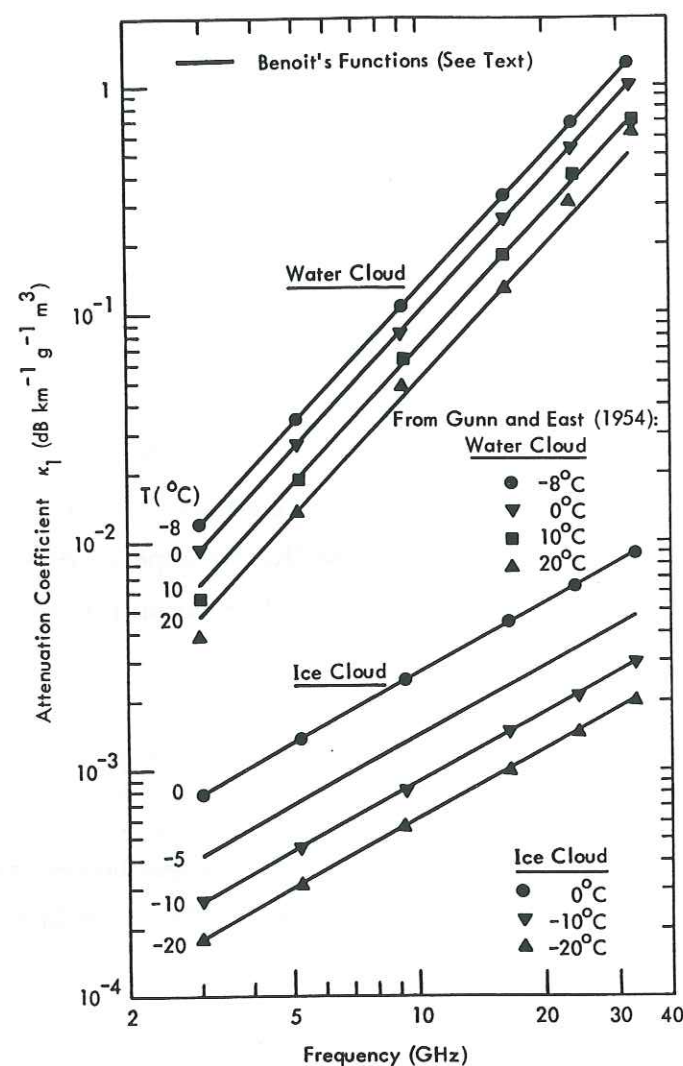 Benoit's Functions (See Text)
1
Water Cloud
10⁻¹
Attenuation Coefficient κ₁ (dB km⁻¹ g⁻¹ m³)
From Gunn and East (1954):
Water Cloud
-8°C
0°C
10°C
20°C
T(°C)
-8
0
10
20
10⁻²
Ice Cloud
10⁻³
0
-5
-10
-20
Ice Cloud
0°C
-10°C
-20°C
10⁻⁴
2
5
10
20
30
40
Frequency (GHz)